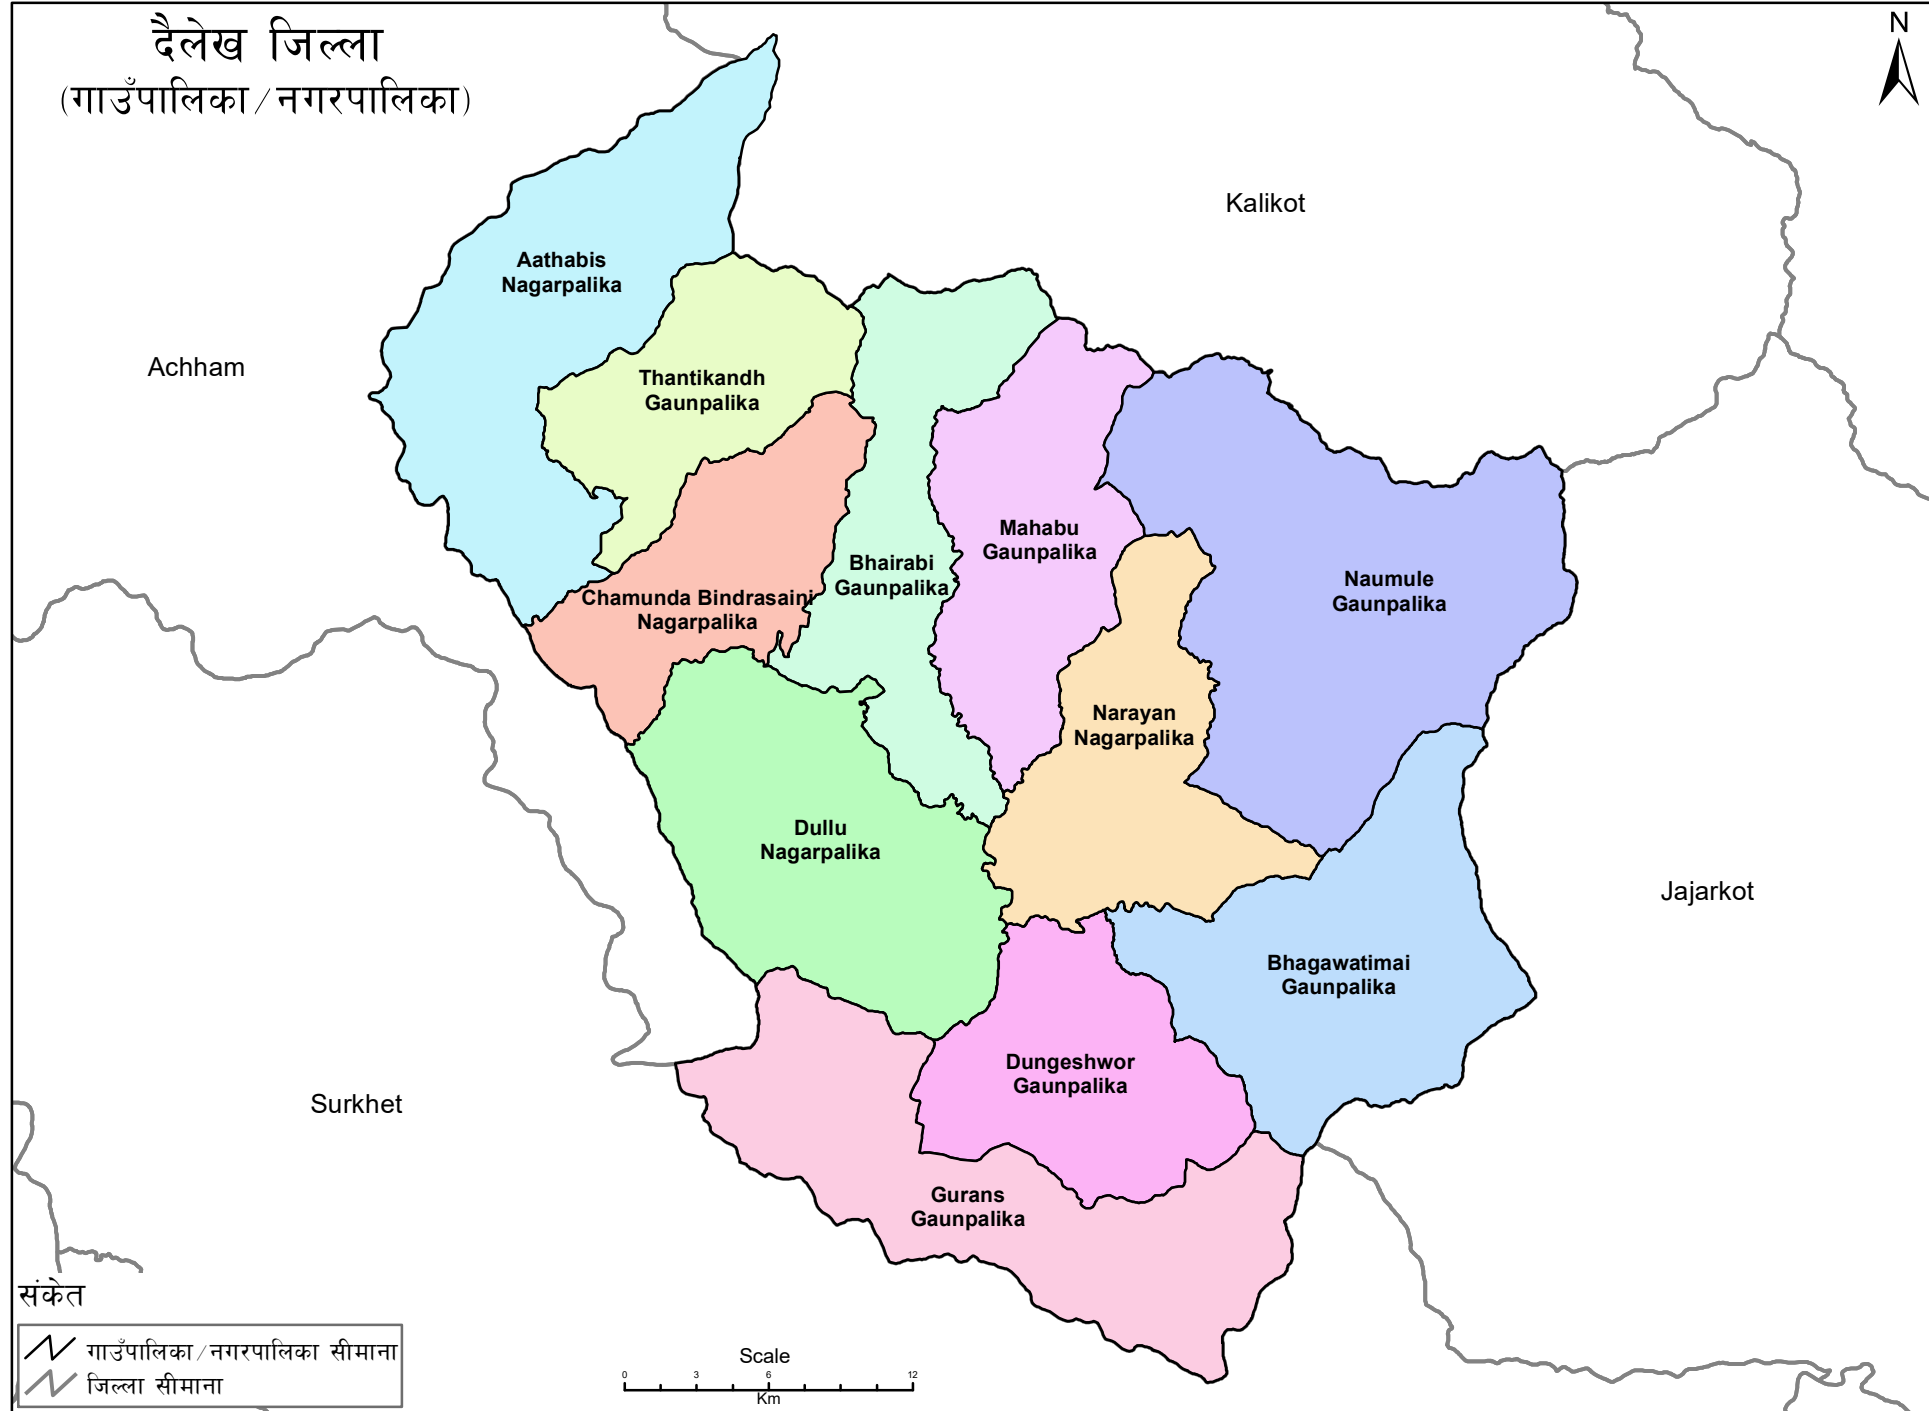 दैलेख जिल्ला
(गाउँपालिका/नगरपालिका)
N
Kalikot
Aathabis
Nagarpalika
Achham
Thantikandh
Gaunpalika
Mahabu
Gaunpalika
Bhairabi
Gaunpalika
Naumule
Gaunpalika
Chamunda Bindrasaini
Nagarpalika
Narayan
Nagarpalika
Dullu
Nagarpalika
Jajarkot
Bhagawatimai
Gaunpalika
Dungeshwor
Gaunpalika
Surkhet
Gurans
Gaunpalika
संकेत
गाउँपालिका/नगरपालिका सीमाना
जिल्ला सीमाना
Scale
0 3 6 12
Km